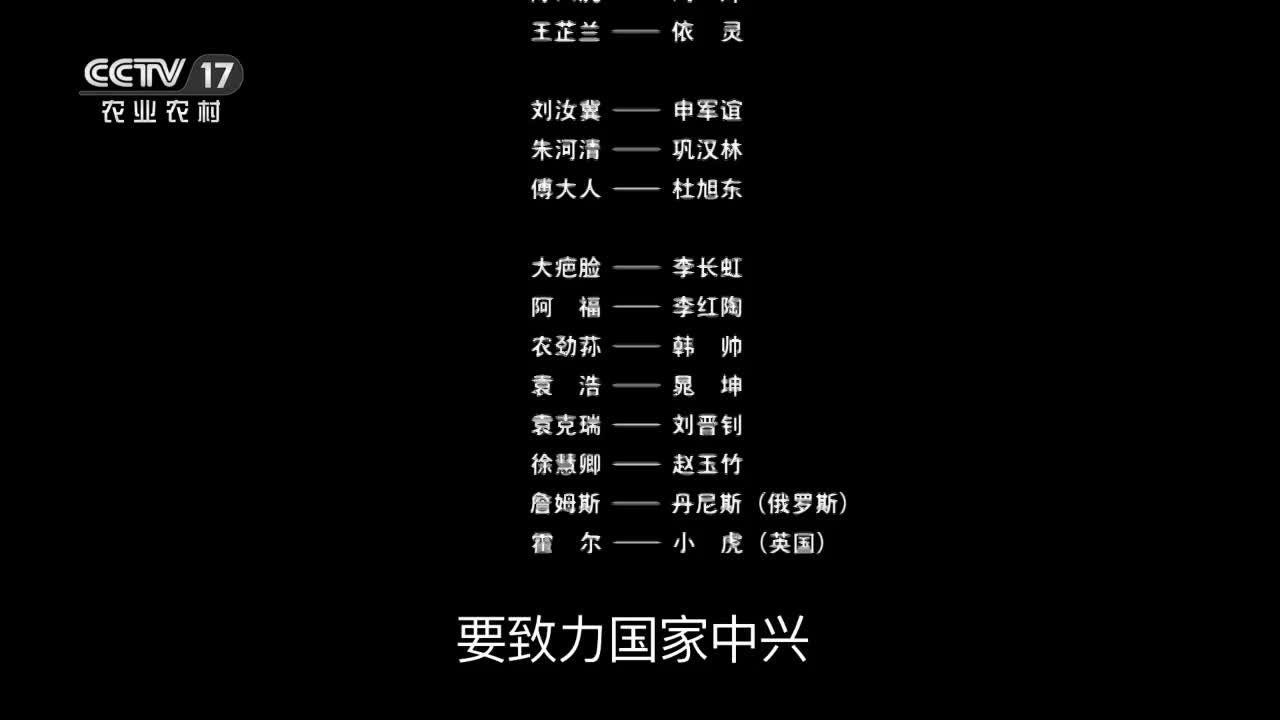 王芷兰 —— 依　灵
CCTV 17
农业农村
刘汝冀 —— 申军谊
朱河清 —— 巩汉林
傅大人 —— 杜旭东
大疤脸 —— 李长虹
阿　福 —— 李红陶
农劲荪 —— 韩　帅
袁　浩 —— 晁　坤
袁克瑞 —— 刘晋钊
徐慧卿 —— 赵玉竹
詹姆斯 —— 丹尼斯（俄罗斯）
霍　尔 —— 小　虎（英国）
要致力国家中兴